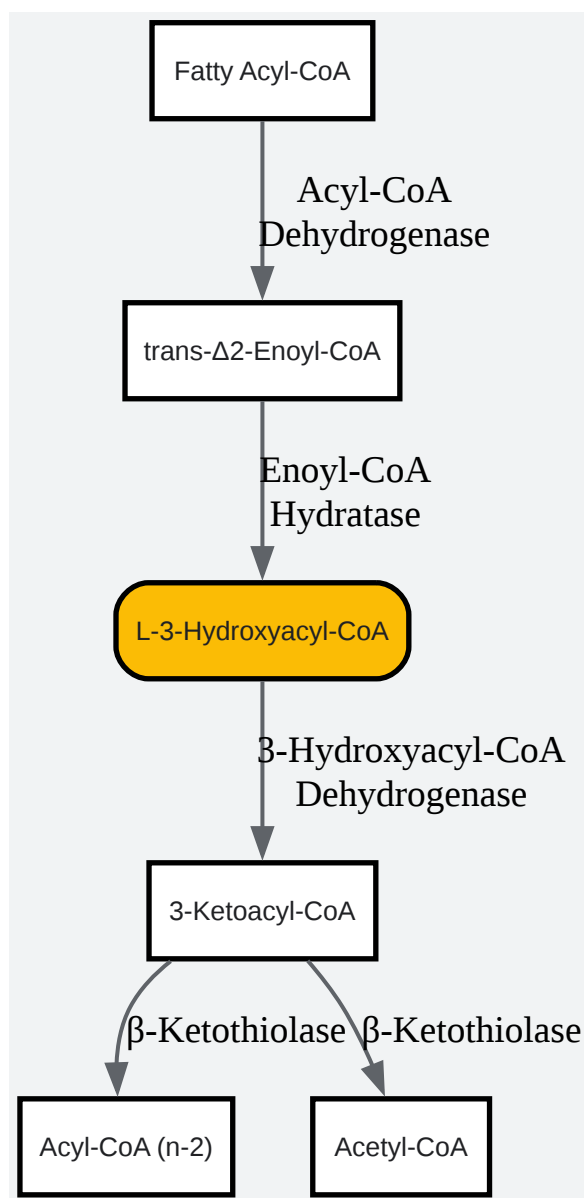 Fatty Acyl-CoA
Acyl-CoA
Dehydrogenase
trans-Δ2-Enoyl-CoA
Enoyl-CoA
Hydratase
L-3-Hydroxyacyl-CoA
3-Hydroxyacyl-CoA
Dehydrogenase
3-Ketoacyl-CoA
β-Ketothiolase
β-Ketothiolase
Acyl-CoA (n-2)
Acetyl-CoA